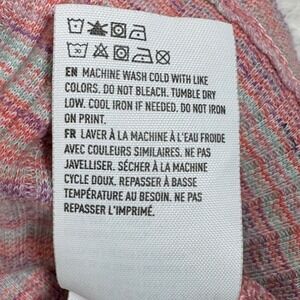 EN MACHINE WASH COLD WITH LIKE
COLORS. DO NOT BLEACH. TUMBLE DRY
LOW. COOL IRON IF NEEDED. DO NOT IRON
ON PRINT.
FR LAVER À LA MACHINE À L'EAU FROIDE
AVEC COULEURS SIMILAIRES. NE PAS
JAVELLISER. SÉCHER À LA MACHINE
CYCLE DOUX. REPASSER À BASSE
TEMPÉRATURE AU BESOIN. NE PAS
REPASSER L'IMPRIMÉ.